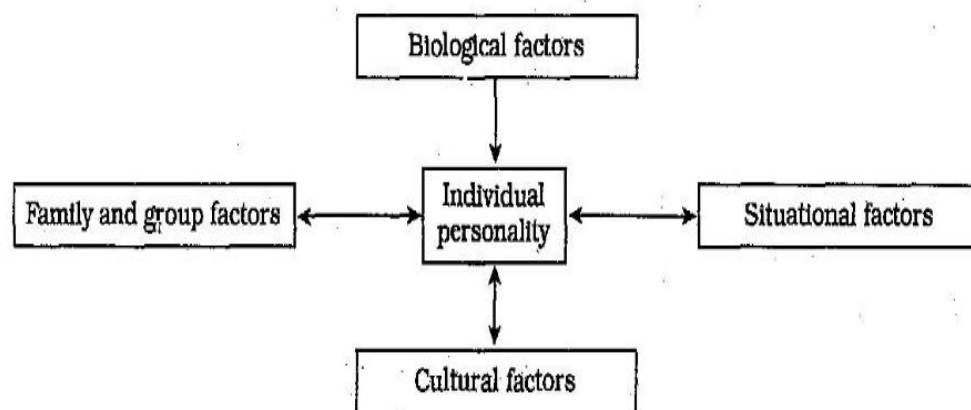 Biological factors
Family and group factors
Individual
personality
Situational factors
Cultural factors